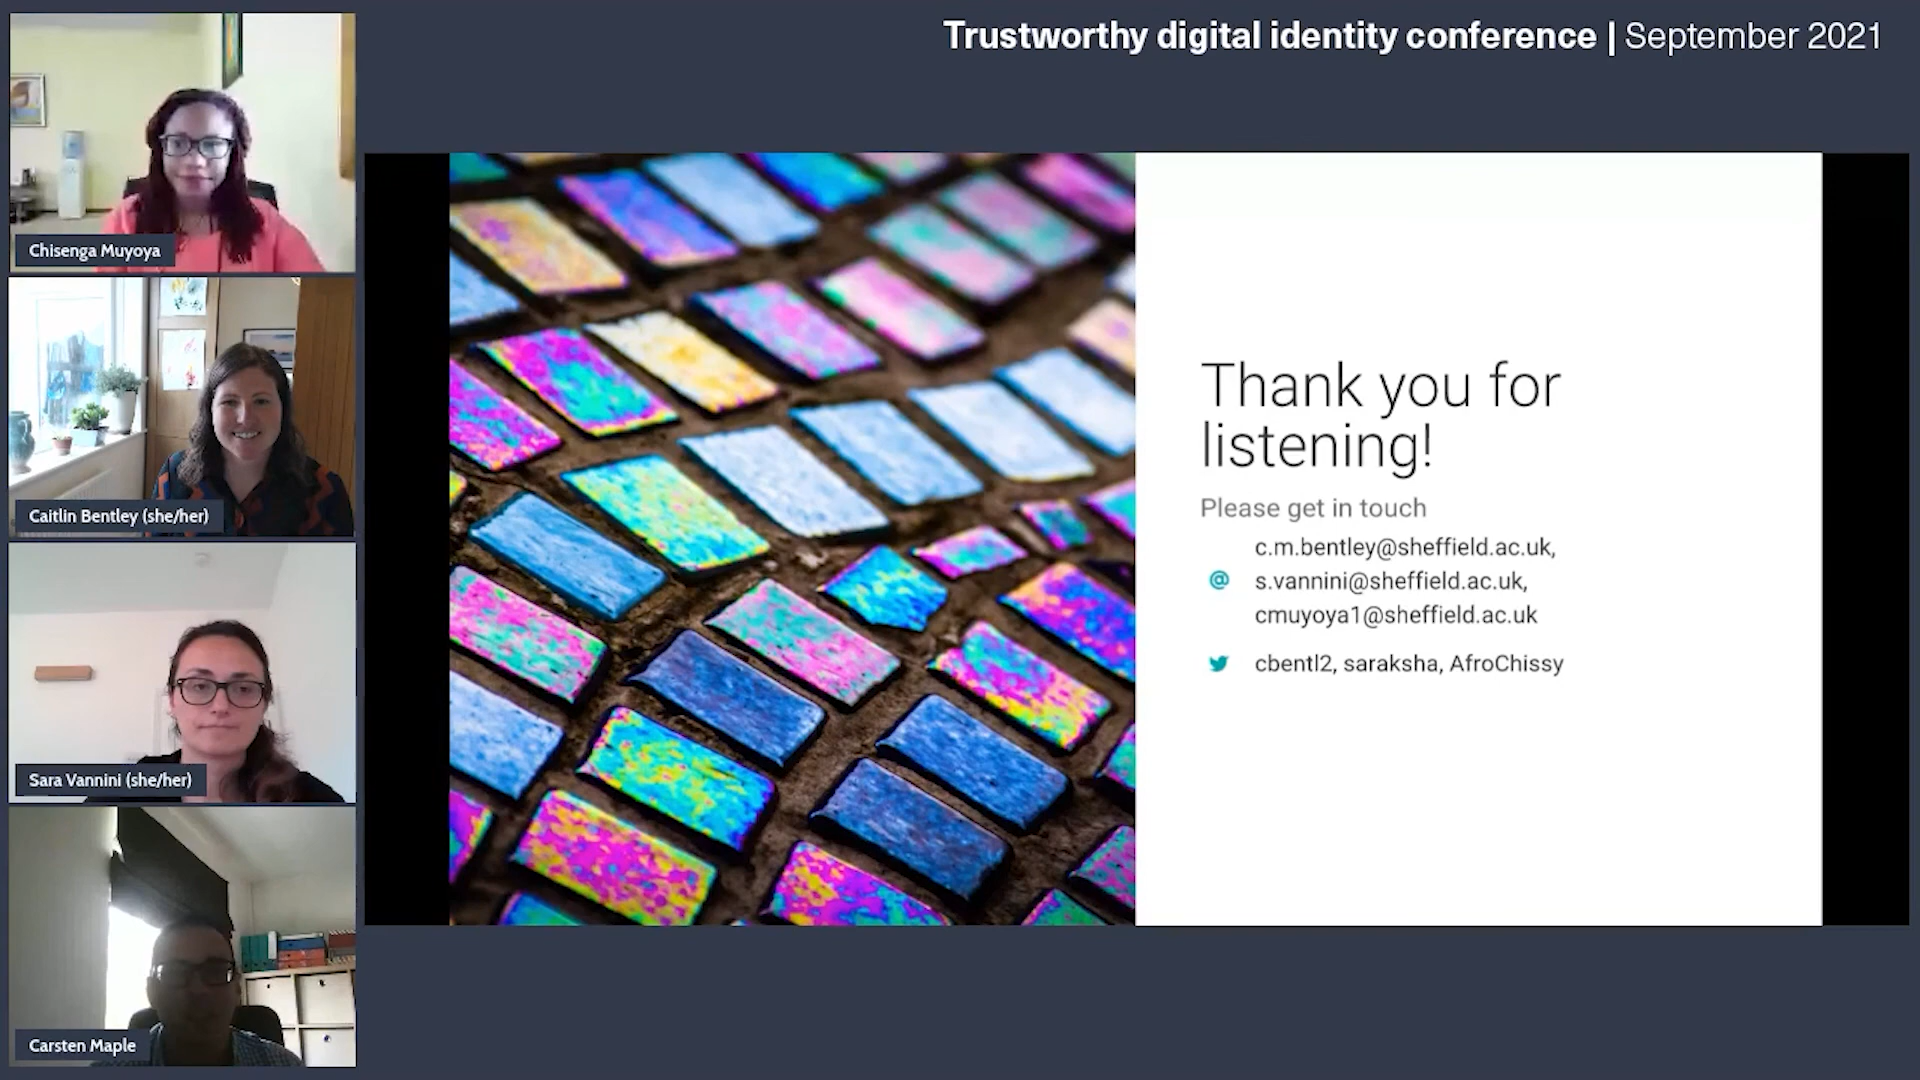 Trustworthy digital identity conference | September 2021
Chisenga Muyoya
Caitlin Bentley (she/her)
Sara Vannini (she/her)
Carsten Maple
Thank you for
listening!
Please get in touch
c.m.bentley@sheffield.ac.uk,
@ s.vannini@sheffield.ac.uk,
cmuyoya1@sheffield.ac.uk
cbentl2, saraksha, AfroChissy